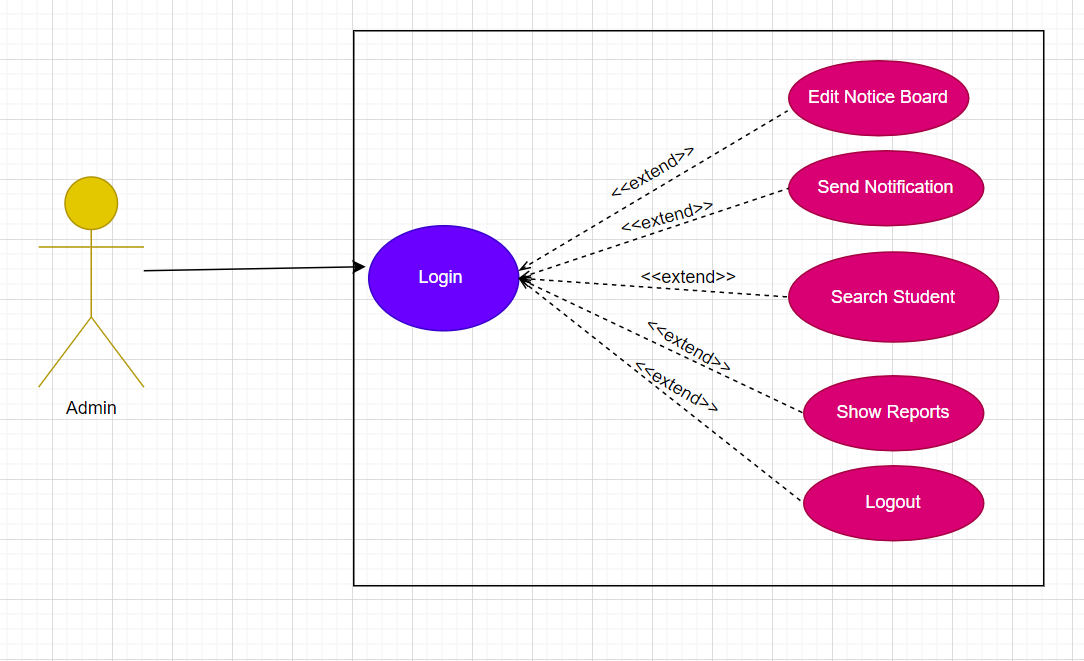 Edit Notice Board
<<extend>>
Send Notification
<<extend>>
Login
<<extend>>
Search Student
<<extend>>
<<extend>>
Show Reports
Admin
Logout